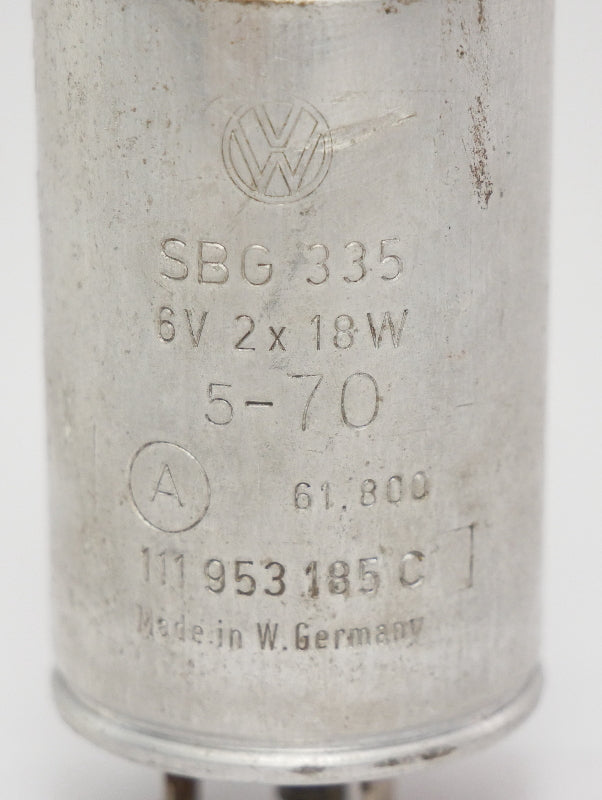 VW
SBG 335
6V 2x18W
5-70
A 61.800
111 953 185 C
Made in W. Germany